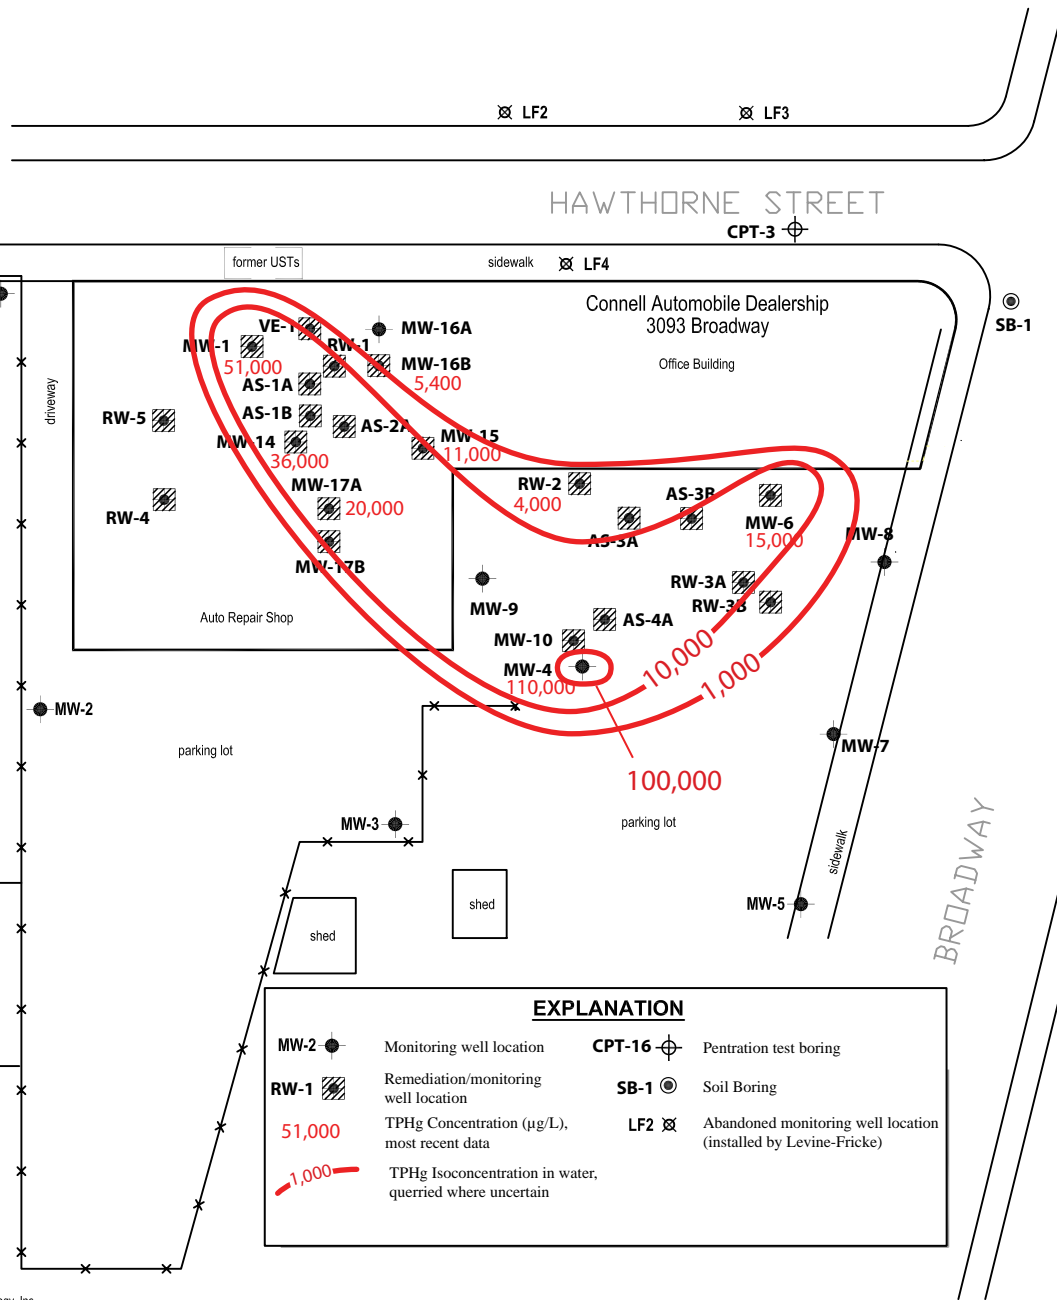 LF2
LF3
HAWTHORNE STREET
CPT-3
former USTs
sidewalk
LF4
Connell Automobile Dealership
3093 Broadway
SB-1
Office Building
VE-1
MW-16A
MW-1
RW-1
51,000
MW-16B
5,400
AS-1A
driveway
RW-5
AS-1B
AS-2A
MW-14
MW-15
36,000
11,000
MW-17A
20,000
RW-2
4,000
AS-3B
AS-3A
MW-6
15,000
RW-4
MW-8
MW-17B
MW-9
RW-3A
RW-3B
Auto Repair Shop
AS-4A
MW-10
MW-4
110,000
10,000
1,000
MW-2
parking lot
MW-7
100,000
MW-3
parking lot
sidewalk
BROADWAY
shed
MW-5
shed
EXPLANATION
MW-2
Monitoring well location
RW-1
Remediation/monitoring
well location
51,000
TPHg Concentration (µg/L),
most recent data
1,000
TPHg Isoconcentration in water,
querried where uncertain
CPT-16
Pentration test boring
SB-1
Soil Boring
LF2
Abandoned monitoring well location
(installed by Levine-Fricke)